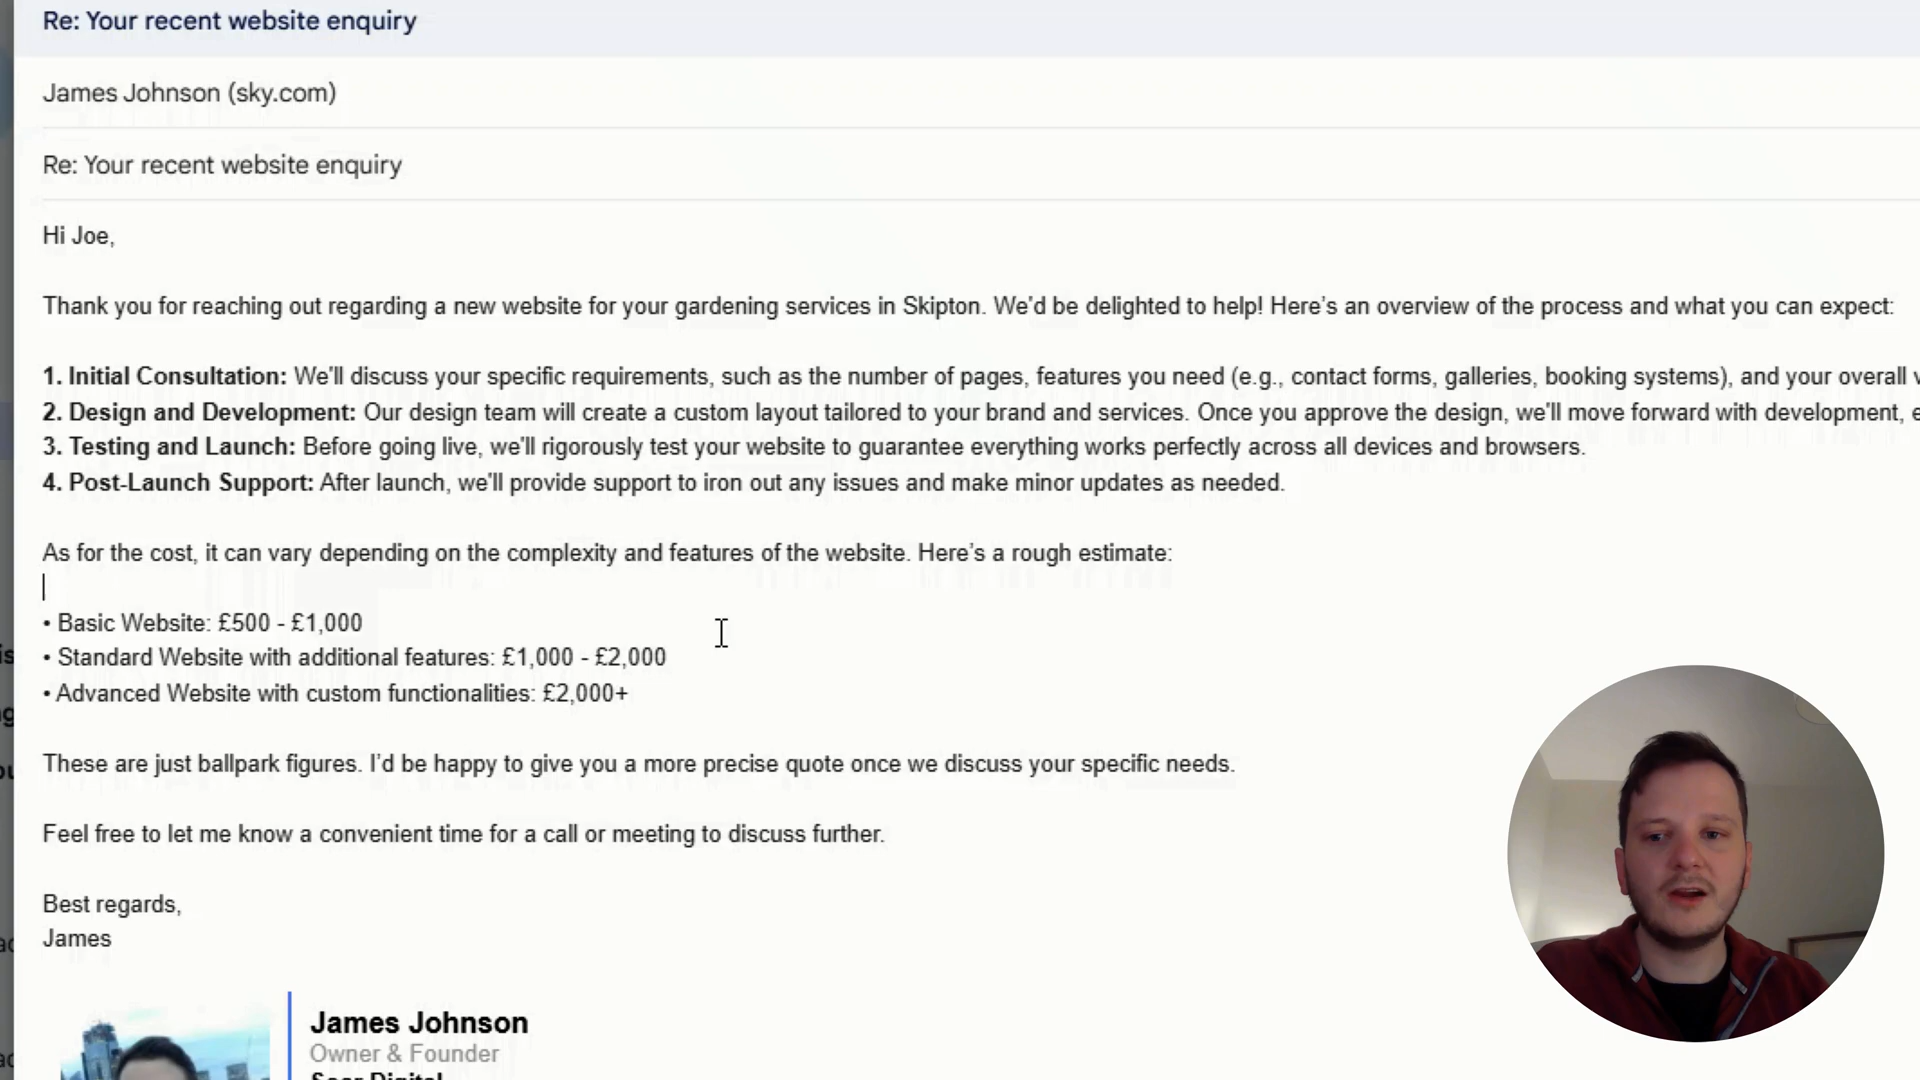 Re: Your recent website enquiry
James Johnson (sky.com)
Re: Your recent website enquiry
Hi Joe,
Thank you for reaching out regarding a new website for your gardening services in Skipton. We'd be delighted to help! Here's an overview of the process and what you can expect:
1. Initial Consultation: We'll discuss your specific requirements, such as the number of pages, features you need (e.g., contact forms, galleries, booking systems), and your overall
2. Design and Development: Our design team will create a custom layout tailored to your brand and services. Once you approve the design, we'll move forward with development,
3. Testing and Launch: Before going live, we'll rigorously test your website to guarantee everything works perfectly across all devices and browsers.
4. Post-Launch Support: After launch, we'll provide support to iron out any issues and make minor updates as needed.
As for the cost, it can vary depending on the complexity and features of the website. Here's a rough estimate:
• Basic Website: £500 - £1,000
• Standard Website with additional features: £1,000 - £2,000
• Advanced Website with custom functionalities: £2,000+
These are just ballpark figures. I'd be happy to give you a more precise quote once we discuss your specific needs.
Feel free to let me know a convenient time for a call or meeting to discuss further.
Best regards,
James
James Johnson
Owner & Founder